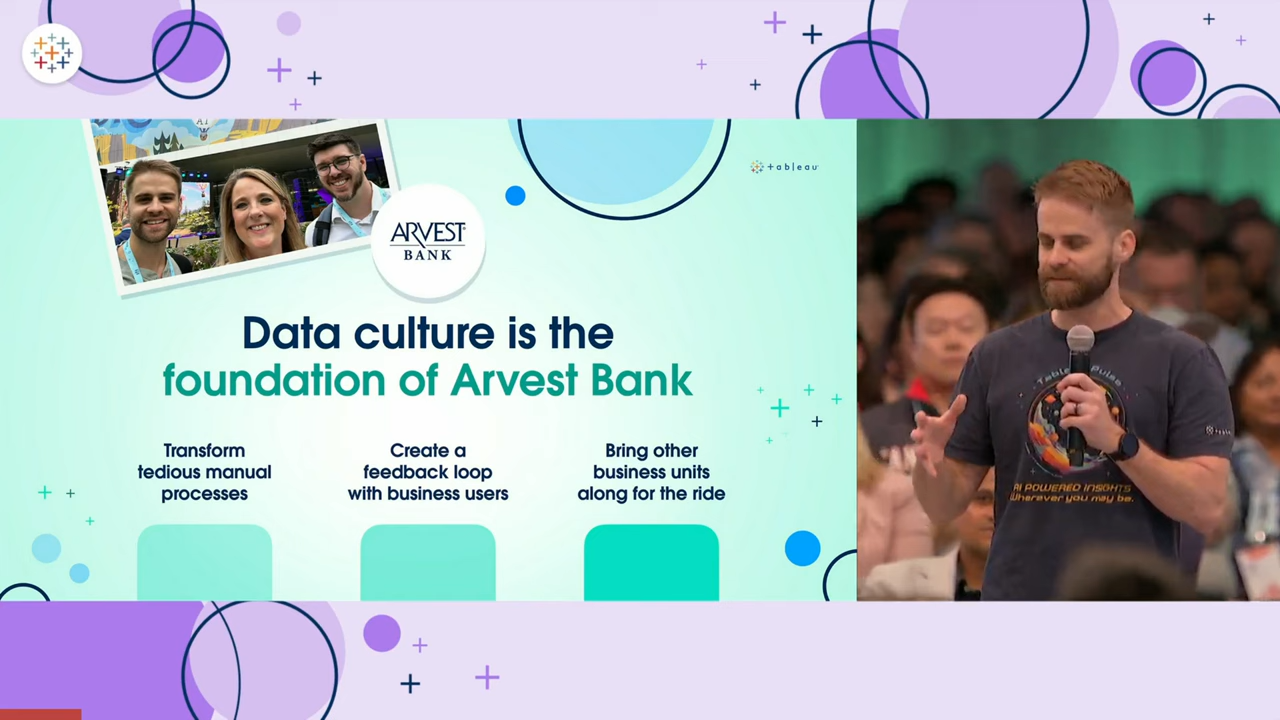 +ableau
ARVEST
BANK
Data culture is the
foundation of Arvest Bank
Transform
tedious manual
processes
Create a
feedback loop
with business users
Bring other
business units
along for the ride
AI POWERED INSIGHTS
Wherever you may be.